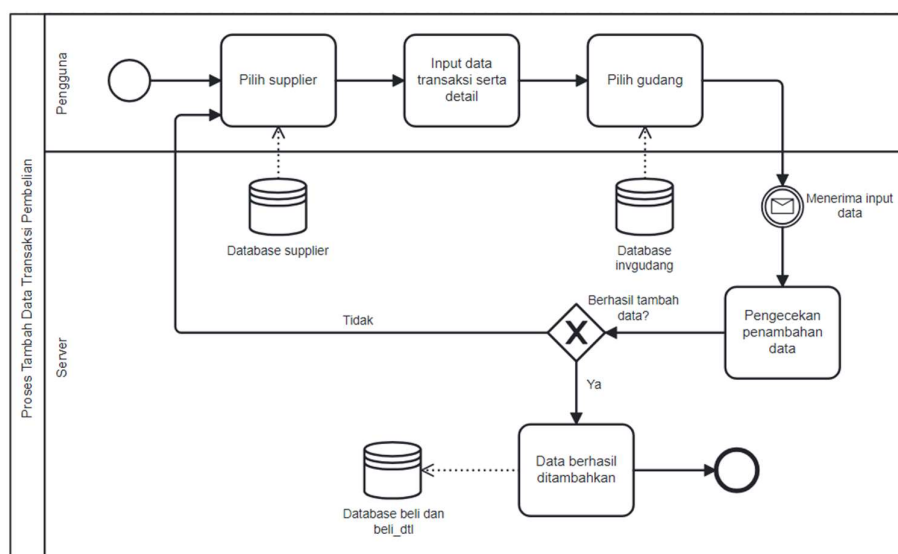 Proses Tambah Data Transaksi Pembelian
Pengguna
Pilih supplier
Input data
transaksi serta
detail
Pilih gudang
Server
Database supplier
Database
invgudang
Menerima input
data
Pengecekan
penambahan
data
Berhasil tambah
data?
Tidak
Ya
Data berhasil
ditambahkan
Database beli dan
beli_dtl